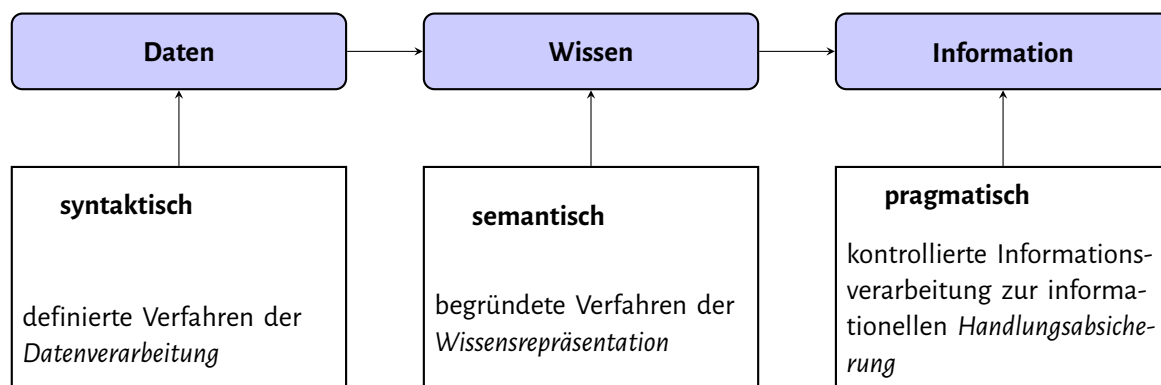 Daten
Wissen
Information
syntaktisch
definierte Verfahren der
Datenverarbeitung
semantisch
begründete Verfahren der
Wissensrepräsentation
pragmatisch
kontrollierte Informations-
verarbeitung zur informa-
tionellen Handlungsabsiche-
rung